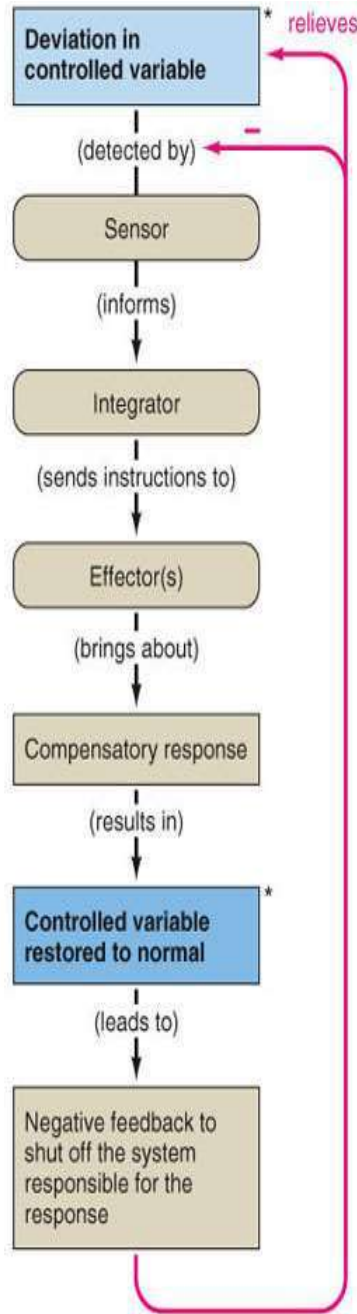 Deviation in
controlled variable
*
relieves
–
(detected by)
Sensor
(informs)
Integrator
(sends instructions to)
Effector(s)
(brings about)
Compensatory response
(results in)
Controlled variable
restored to normal
*
(leads to)
Negative feedback to
shut off the system
responsible for the
response